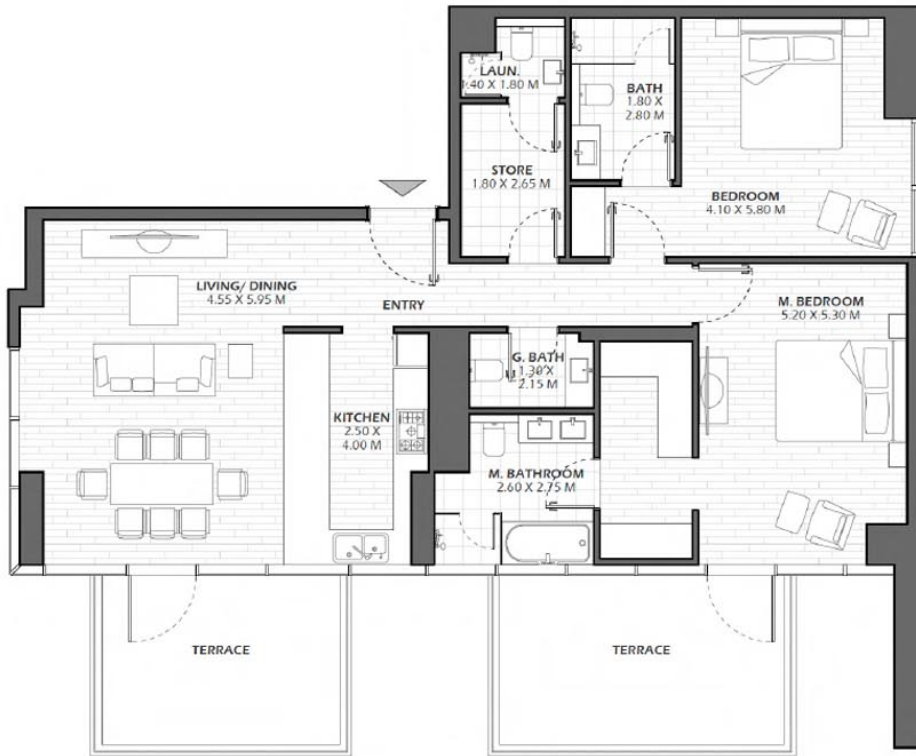 LAUN.
1.40 X 1.80 M
BATH
1.80 X
2.80 M
STORE
1.80 X 2.65 M
BEDROOM
4.10 X 5.80 M
LIVING/ DINING
4.55 X 5.95 M
ENTRY
M. BEDROOM
5.20 X 5.30 M
G. BATH
1.30 X
2.15 M
KITCHEN
2.50 X
4.00 M
M. BATHROOM
2.60 X 2.75 M
TERRACE
TERRACE